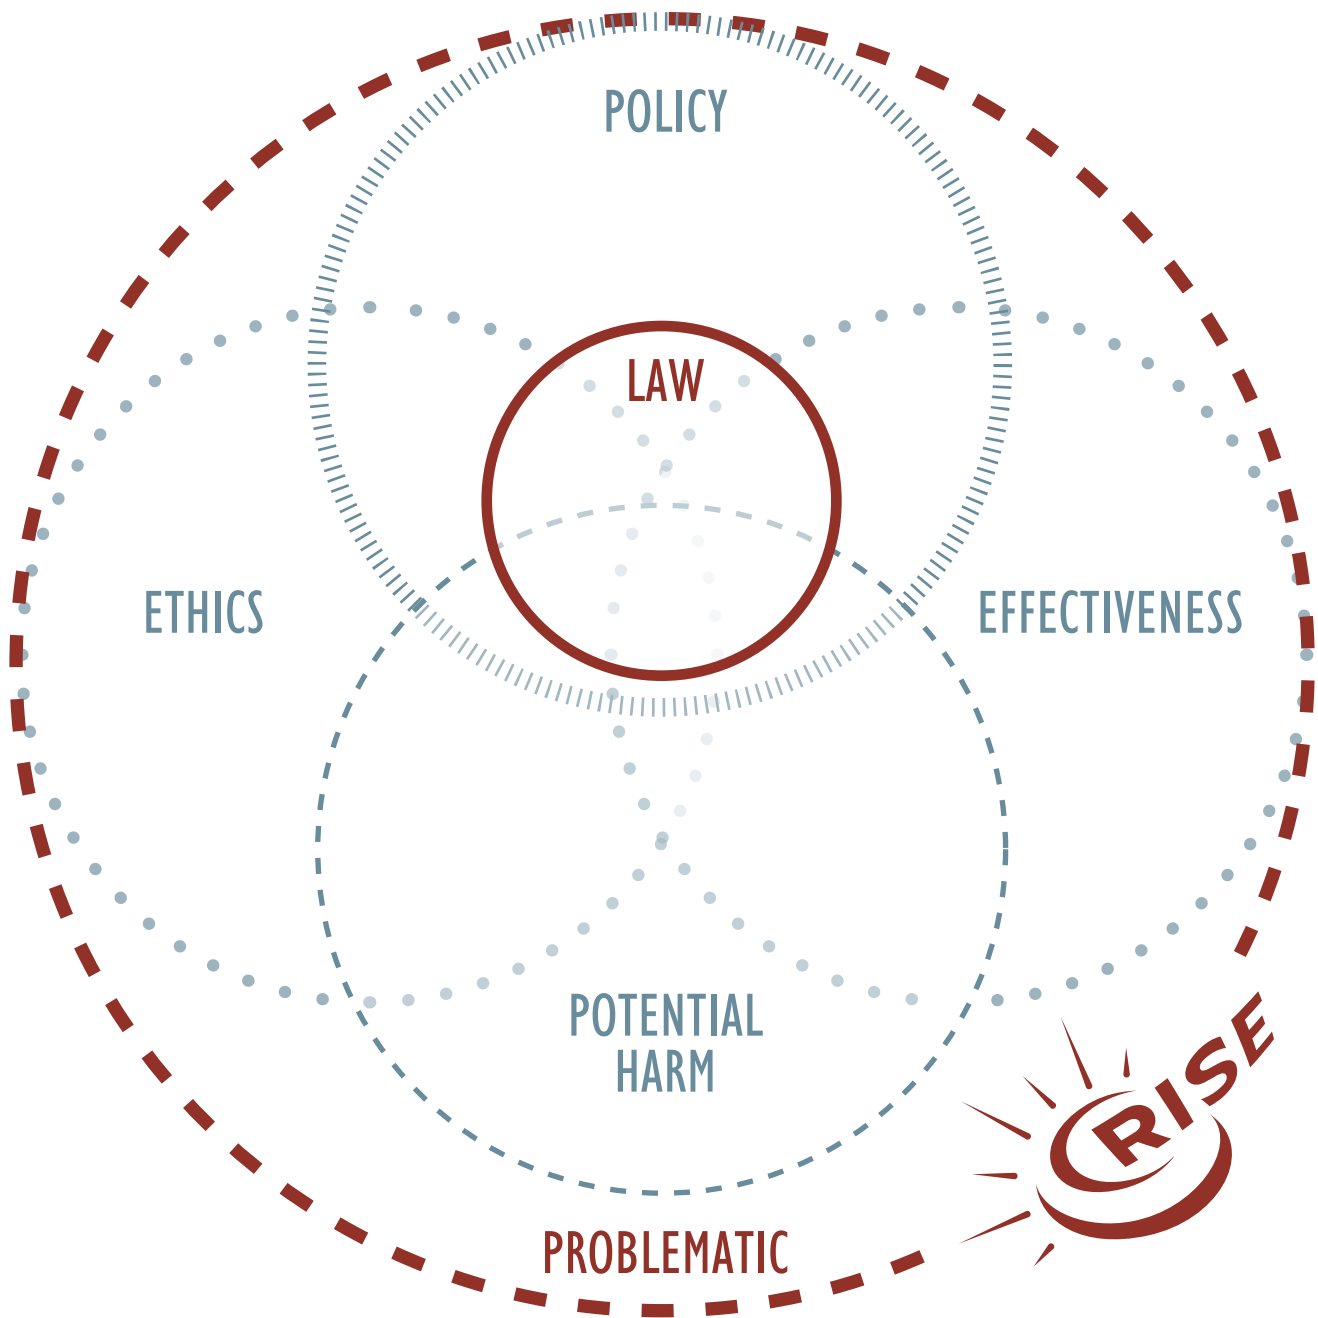 POLICY
LAW
ETHICS
EFFECTIVENESS
POTENTIAL
HARM
RISE
PROBLEMATIC